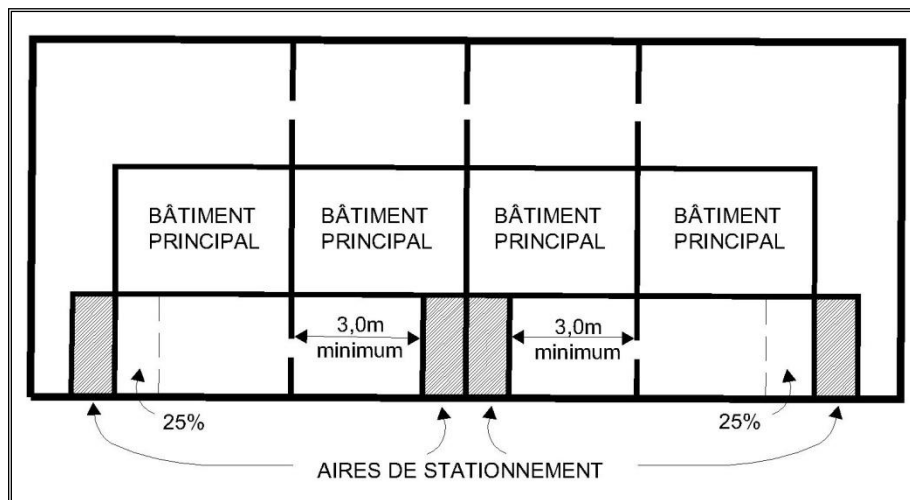 BÂTIMENT
PRINCIPAL
BÂTIMENT
PRINCIPAL
BÂTIMENT
PRINCIPAL
BÂTIMENT
PRINCIPAL
3,0m
minimum
3,0m
minimum
25%
25%
AIRES DE STATIONNEMENT